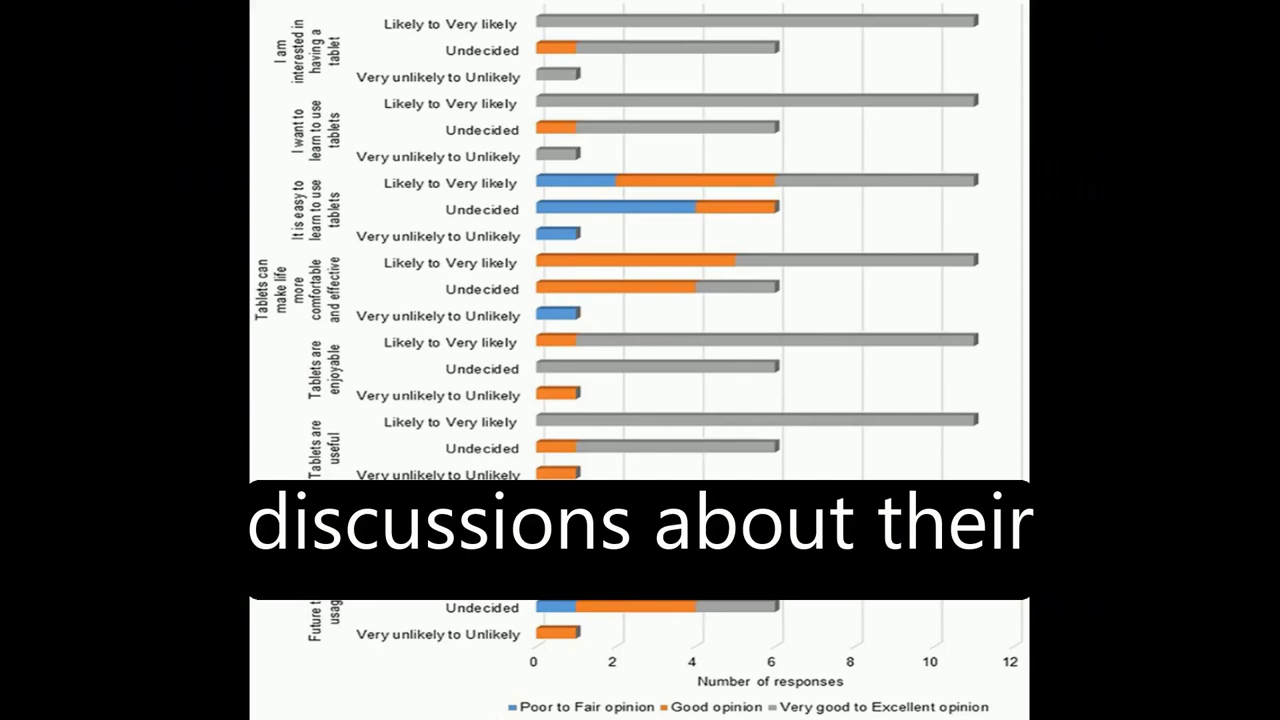 I am
interested in
having a
tablet
Likely to Very likely
Undecided
Very unlikely to Unlikely
I want to
learn to use
tablets
Likely to Very likely
Undecided
Very unlikely to Unlikely
It is easy to
learn to use
tablets
Likely to Very likely
Undecided
Very unlikely to Unlikely
Tablets can
make life
more
comfortable
and effective
Likely to Very likely
Undecided
Very unlikely to Unlikely
Tablets are
enjoyable
Likely to Very likely
Undecided
Very unlikely to Unlikely
Tablets are
useful
Likely to Very likely
Undecided
Very unlikely to Unlikely
discussions about their
Future
Undecided
Very unlikely to Unlikely
0 2 4 6 8 10 12
Number of responses
Poor to Fair opinion Good opinion Very good to Excellent opinion